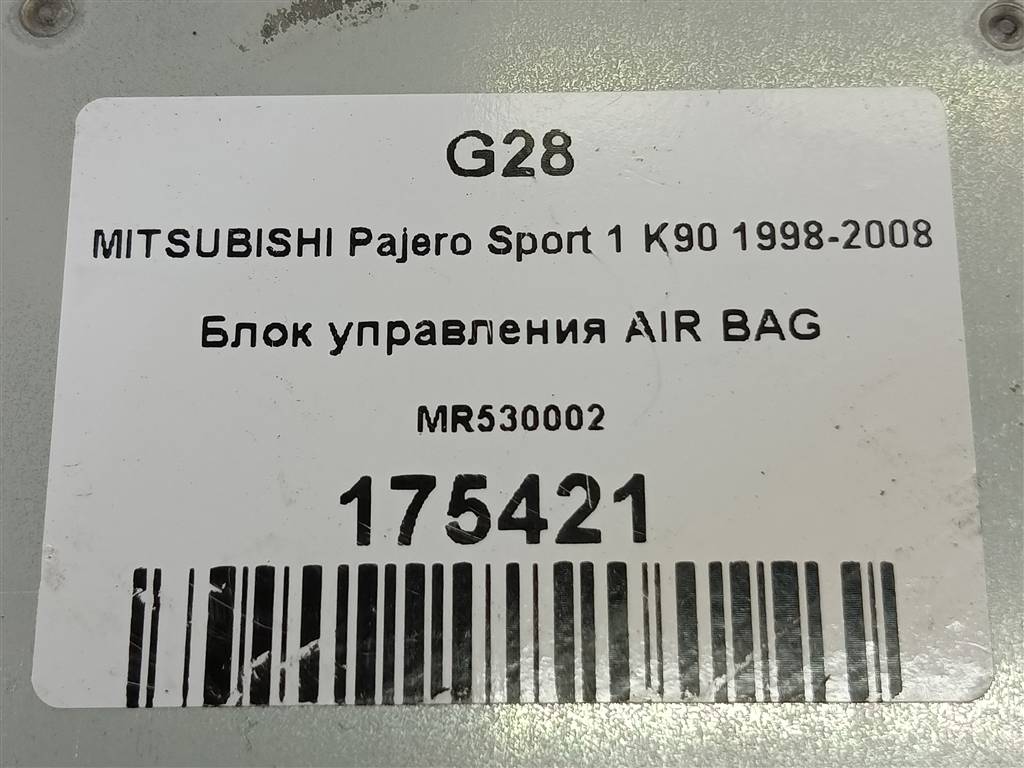 G28
MITSUBISHI Pajero Sport 1 K90 1998-2008
Блок управления AIR BAG
MR530002
175421